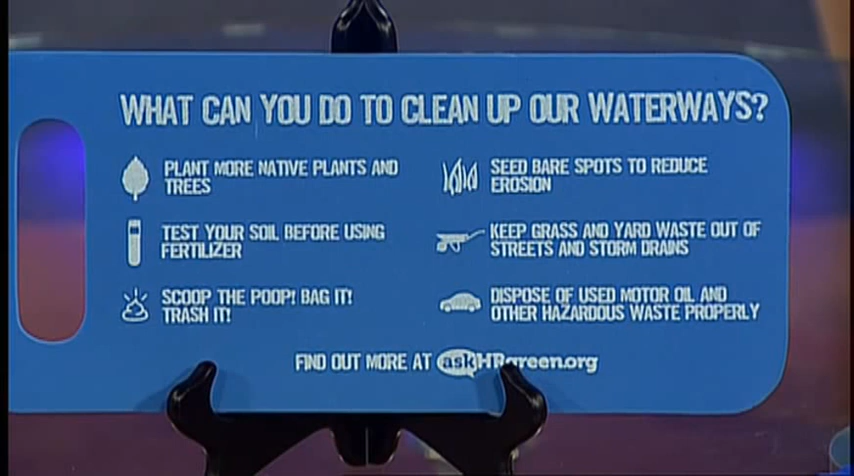 WHAT CAN YOU DO TO CLEAN UP OUR WATERWAYS?
PLANT MORE NATIVE PLANTS AND
TREES
TEST YOUR SOIL BEFORE USING
FERTILIZER
SCOOP THE POOP! BAG IT!
TRASH IT!
SEED BARE SPOTS TO REDUCE
EROSION
KEEP GRASS AND YARD WASTE OUT OF
STREETS AND STORM DRAINS
DISPOSE OF USED MOTOR OIL AND
OTHER HAZARDOUS WASTE PROPERLY
FIND OUT MORE AT askHRgreen.org